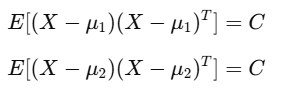 E[(X − μ₁)(X − μ₁)ᵀ] = C
E[(X − μ₂)(X − μ₂)ᵀ] = C